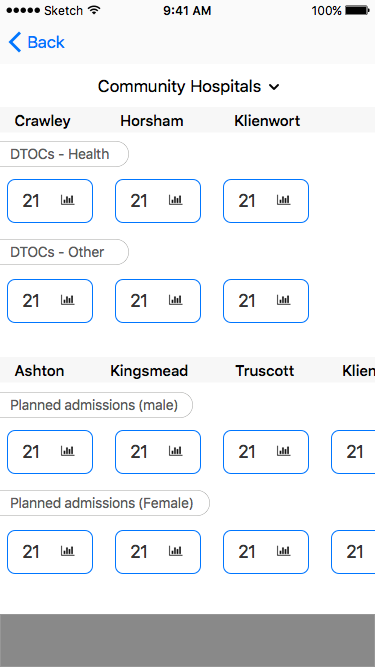 Sketch 9:41 AM 100%
Back
Community Hospitals
Crawley Horsham Klienwort
DTOCs - Health
21 21 21
DTOCs - Other
21 21 21
Ashton Kingsmead Truscott Klien
Planned admissions (male)
21 21 21 21
Planned admissions (Female)
21 21 21 21